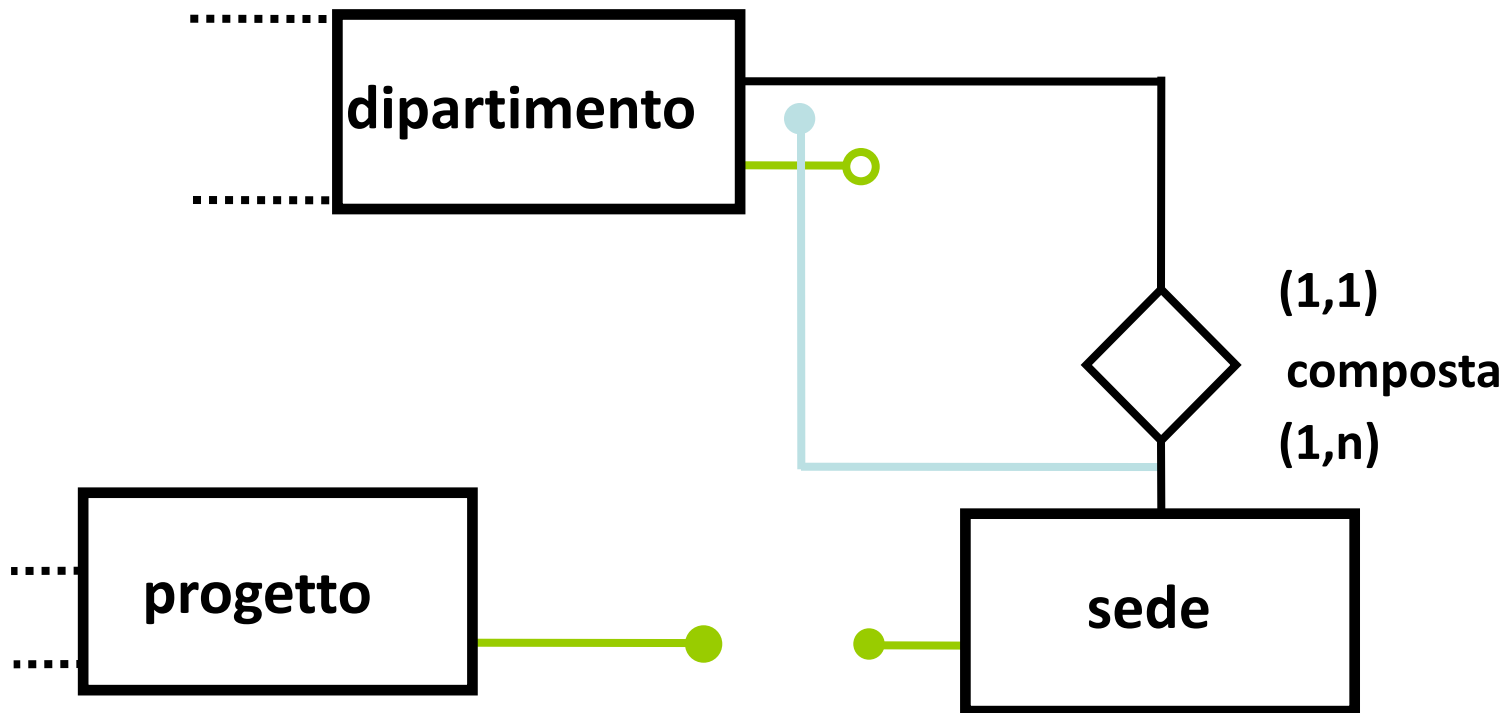 dipartimento
(1,1)
composta
(1,n)
progetto
sede